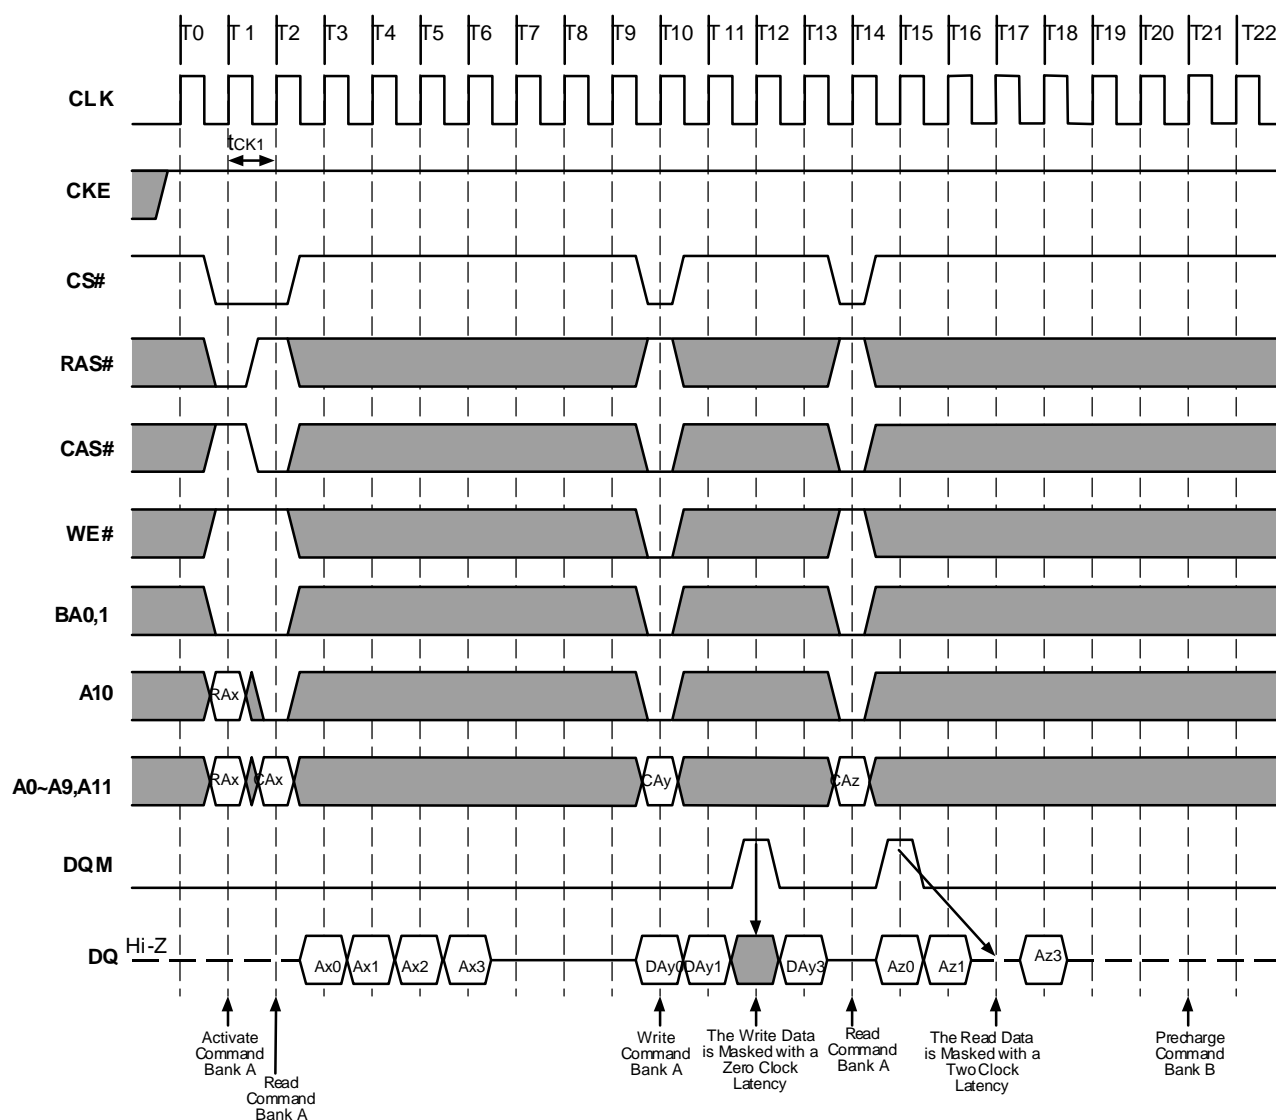 T0 T1 T2 T3 T4 T5 T6 T7 T8 T9 T10 T11 T12 T13 T14 T15 T16 T17 T18 T19 T20 T21 T22
CLK
tCK1
CKE
CS#
RAS#
CAS#
WE#
BA0,1
A10
RAx
A0~A9,A11
RAx CAx CAy CAz
DQM
DQ
Hi-Z
Ax0 Ax1 Ax2 Ax3 DAy0 DAy1 DAy3 Az0 Az1 Az3
Activate
Command
Bank A
Read
Command
Bank A
Write
Command
Bank A
The Write Data
is Masked with a
Zero Clock
Latency
Read
Command
Bank A
The Read Data
is Masked with a
Two Clock
Latency
Precharge
Command
Bank B